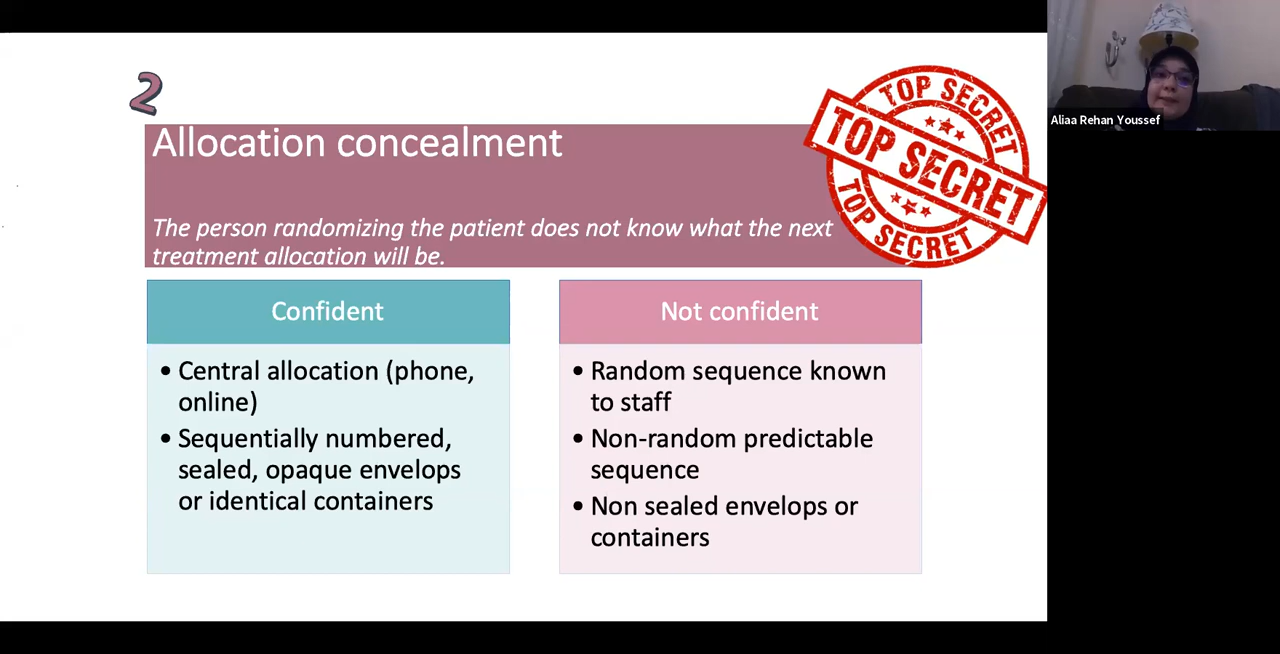 2
Allocation concealment
The person randomizing the patient does not know what the next
treatment allocation will be.
TOP SECRET
TOP SECRET
TOP SECRET
Confident
• Central allocation (phone,
online)
• Sequentially numbered,
sealed, opaque envelops
or identical containers
Not confident
• Random sequence known
to staff
• Non-random predictable
sequence
• Non sealed envelops or
containers
Aliaa Rehan Youssef